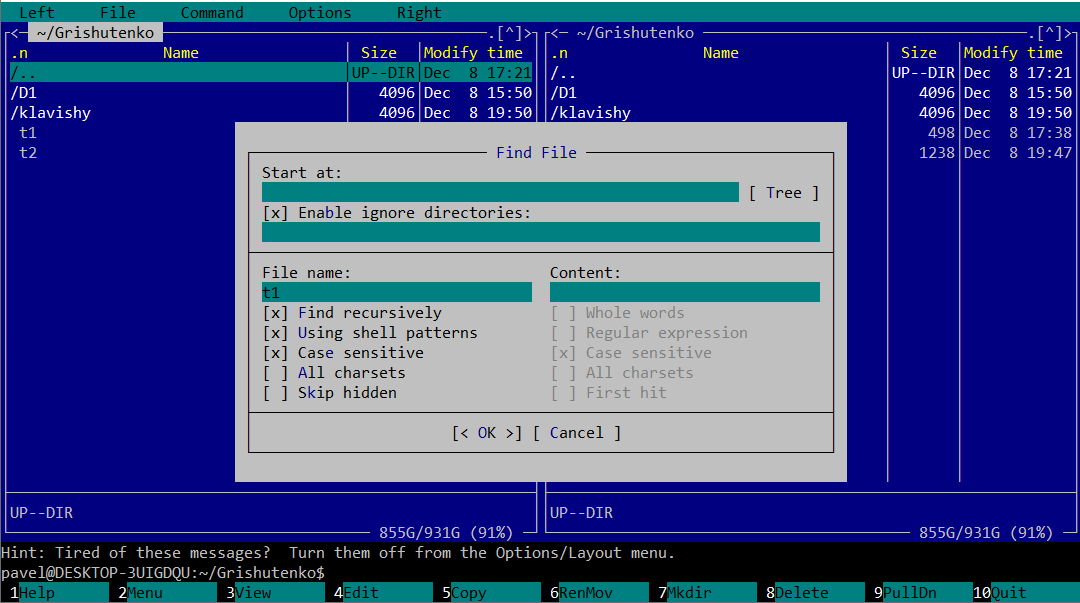 Left File Command Options Right
<─ ~/Grishutenko .[^]> <─ ~/Grishutenko .[^]>
.n Name Size Modify time .n Name Size Modify time
/.. UP--DIR Dec 8 17:21 /.. UP--DIR Dec 8 17:21
/D1 4096 Dec 8 15:50 /D1 4096 Dec 8 15:50
/klavishy 4096 Dec 8 19:50 /klavishy 4096 Dec 8 19:50
t1 498 Dec 8 17:38
t2 1238 Dec 8 19:47
Find File
Start at:
[ Tree ]
[x] Enable ignore directories:
File name: Content:
t1
[x] Find recursively [ ] Whole words
[x] Using shell patterns [ ] Regular expression
[x] Case sensitive [x] Case sensitive
[ ] All charsets [ ] All charsets
[ ] Skip hidden [ ] First hit
[< OK >] [ Cancel ]
UP--DIR UP--DIR
855G/931G (91%) 855G/931G (91%)
Hint: Tired of these messages? Turn them off from the Options/Layout menu.
pavel@DESKTOP-3UIGDQU:~/Grishutenko$
1Help 2Menu 3View 4Edit 5Copy 6RenMov 7Mkdir 8Delete 9PullDn 10Quit